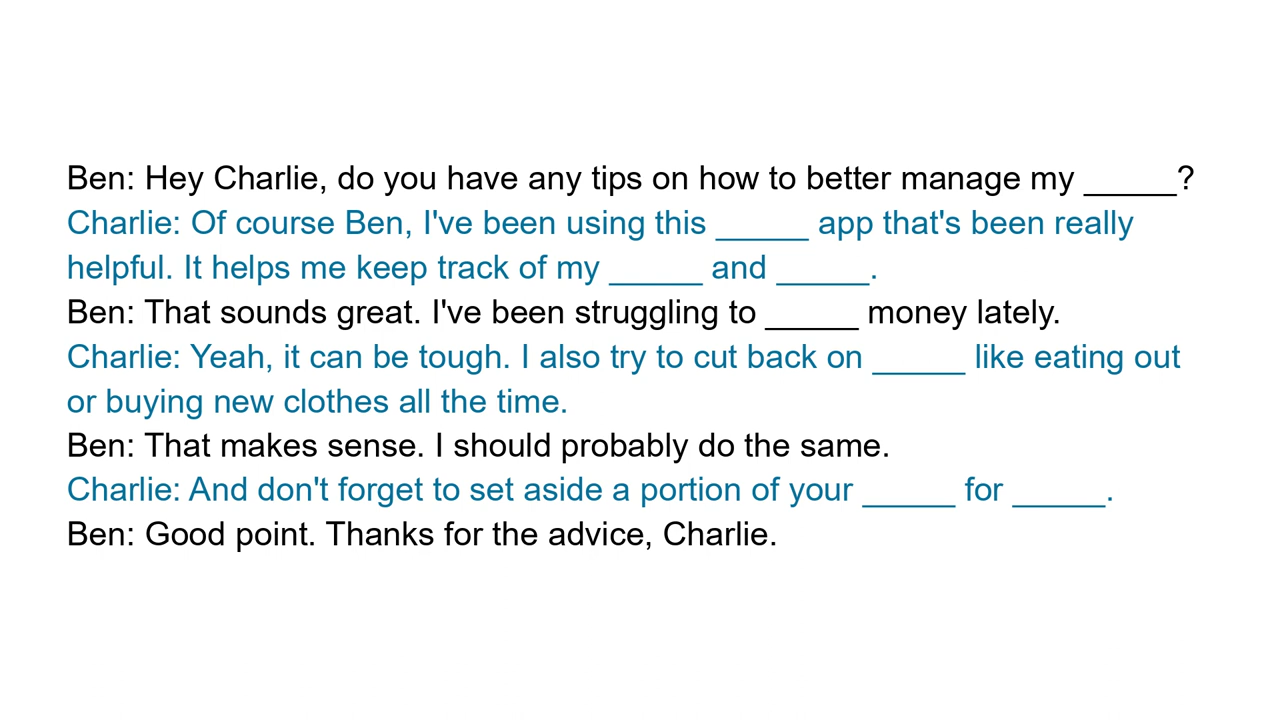 Ben: Hey Charlie, do you have any tips on how to better manage my _____?
Charlie: Of course Ben, I've been using this _____ app that's been really
helpful. It helps me keep track of my _____ and _____.
Ben: That sounds great. I've been struggling to _____ money lately.
Charlie: Yeah, it can be tough. I also try to cut back on _____ like eating out
or buying new clothes all the time.
Ben: That makes sense. I should probably do the same.
Charlie: And don't forget to set aside a portion of your _____ for _____.
Ben: Good point. Thanks for the advice, Charlie.